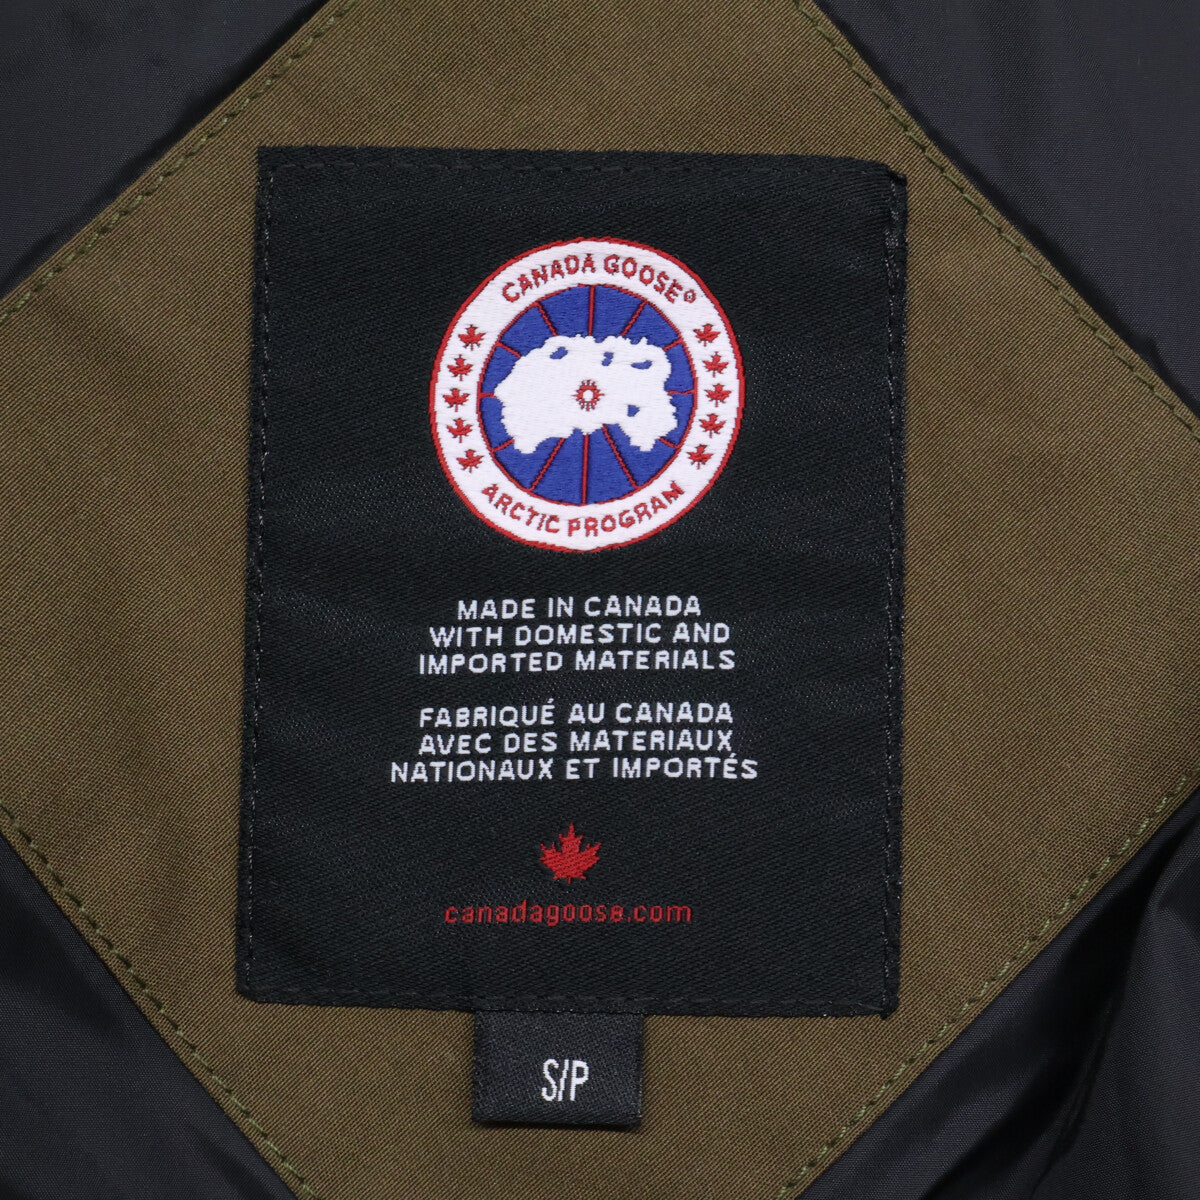 CANADA GOOSE®
ARCTIC PROGRAM
MADE IN CANADA
WITH DOMESTIC AND
IMPORTED MATERIALS
FABRIQUÉ AU CANADA
AVEC DES MATERIAUX
NATIONAUX ET IMPORTÉS
canadagoose.com
S/P